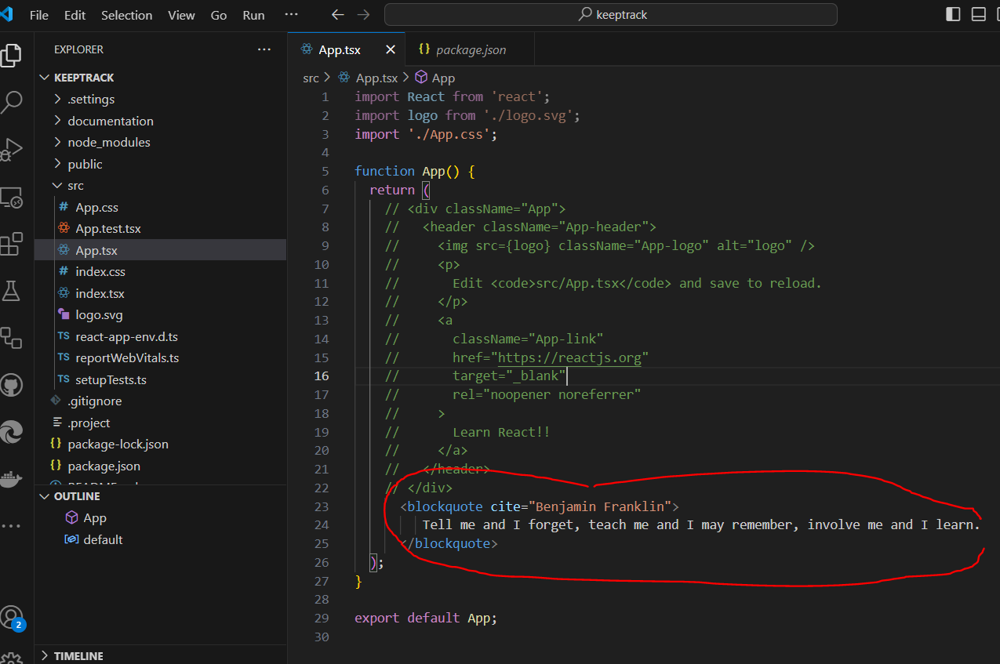 File Edit Selection View Go Run ···
keeptrack
EXPLORER ···
KEEPTRACK
.settings
documentation
node_modules
public
src
# App.css
App.test.tsx
App.tsx
# index.css
index.tsx
logo.svg
TS react-app-env.d.ts
TS reportWebVitals.ts
TS setupTests.ts
.gitignore
.project
{} package-lock.json
{} package.json
OUTLINE
App
default
TIMELINE
2
App.tsx
{} package.json
src > App.tsx > App
1 import React from 'react';
2 import logo from './logo.svg';
3 import './App.css';
4
5 function App() {
6 return (
7 // <div className="App">
8 // <header className="App-header">
9 // <img src={logo} className="App-logo" alt="logo" />
10 // <p>
11 // Edit <code>src/App.tsx</code> and save to reload.
12 // </p>
13 // <a
14 // className="App-link"
15 // href="https://reactjs.org"
16 // target="_blank"
17 // rel="noopener noreferrer"
18 // >
19 // Learn React!!
20 // </a>
21 // </header>
22 // </div>
23 <blockquote cite="Benjamin Franklin">
24 Tell me and I forget, teach me and I may remember, involve me and I learn.
25 </blockquote>
26 );
27 }
28
29 export default App;
30